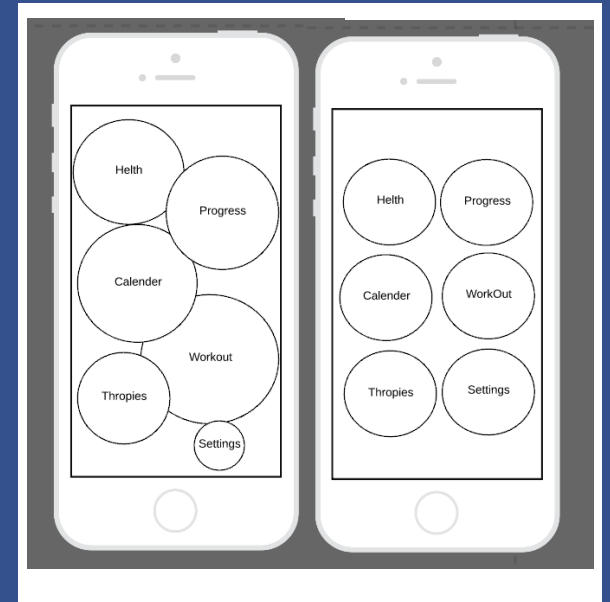 Helth
Progress
Calender
Workout
Thropies
Settings
Helth
Progress
Calender
WorkOut
Thropies
Settings